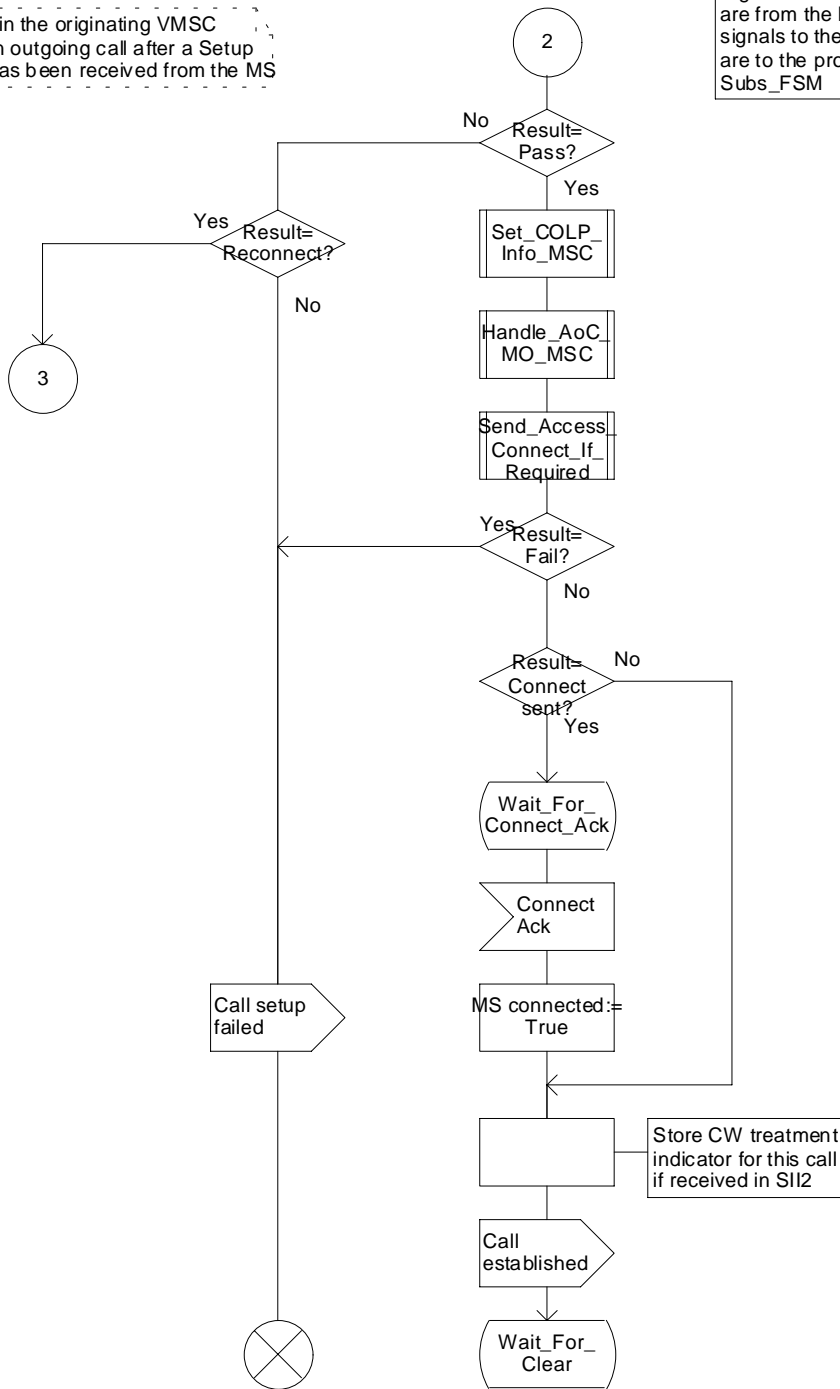 in the originating VMSC
outgoing call after a Setup
as been received from the MS
are from the
signals to the
are to the
Subs_FSM
2
No
Result=
Pass?
Yes
Yes
Result=
Reconnect?
No
3
Set_COLP_
Info_MSC
Handle_AoC_
MO_MSC
Send_Access_
Connect_If_
Required
Yes
Result=
Fail?
No
Result=
Connect
sent?
No
Yes
Wait_For_
Connect_Ack
Connect
Ack
Call setup
failed
MS connected:=
True
Store CW treatment
indicator for this call
if received in SII2
Call
established
Wait_For_
Clear